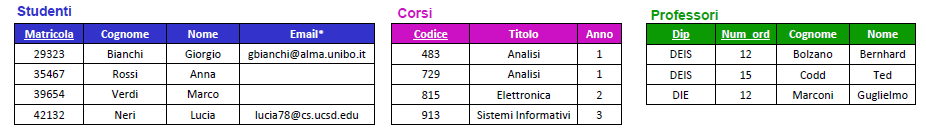 Studenti
Matricola Cognome Nome Email*
29323 Bianchi Giorgio gbianchi@alma.unibo.it
35467 Rossi Anna
39654 Verdi Marco
42132 Neri Lucia lucia78@cs.ucsd.edu
Corsi
Codice Titolo Anno
483 Analisi 1
729 Analisi 1
815 Elettronica 2
913 Sistemi Informativi 3
Professori
Dip Num_ord Cognome Nome
DEIS 12 Bolzano Bernhard
DEIS 15 Codd Ted
DIE 12 Marconi Guglielmo